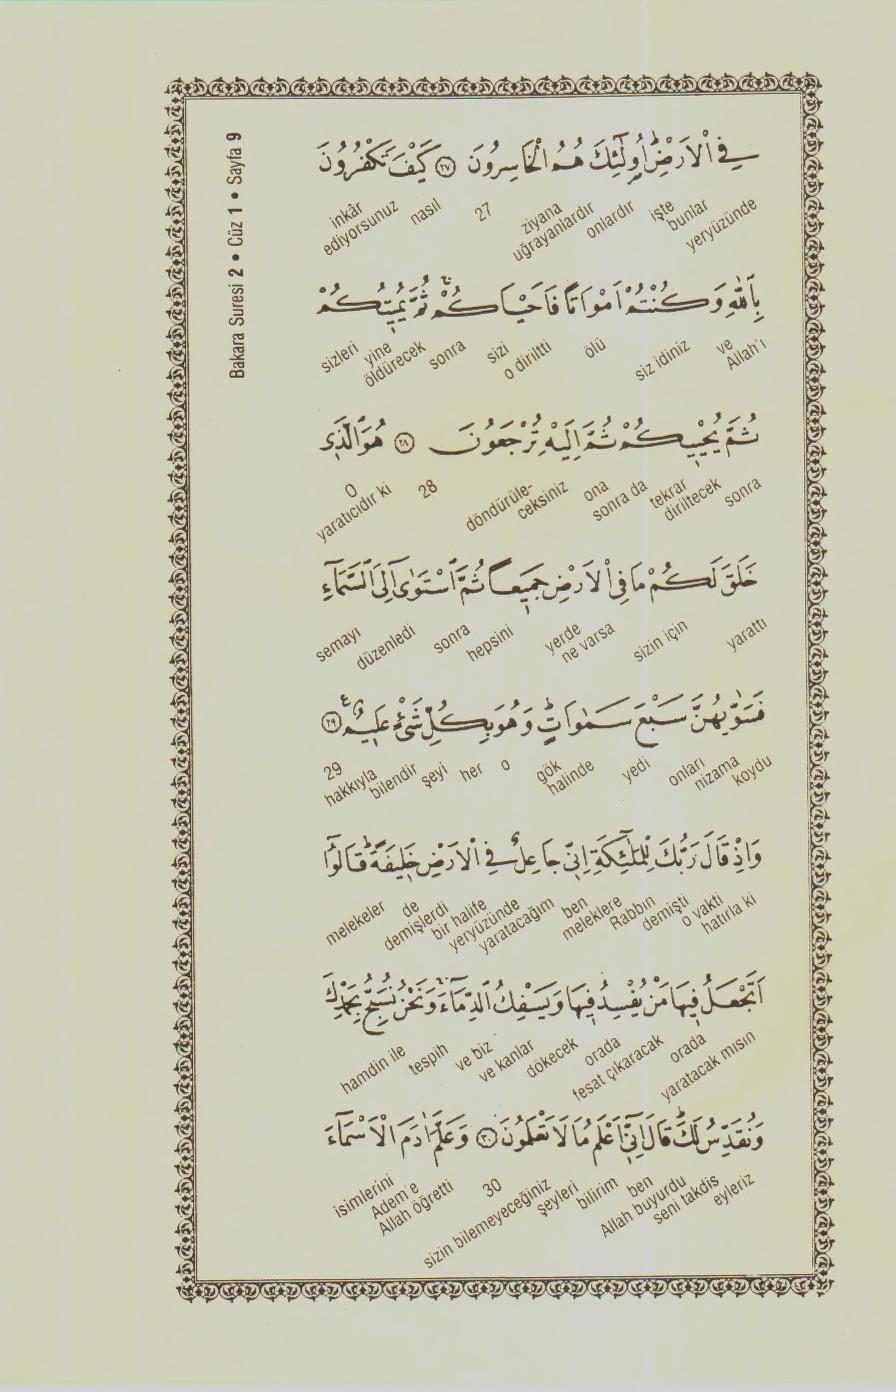 Bakara Suresi 2 • Cüz 1 • Sayfa 9
فِي الْاَرْضِۜ اُو۬لٰٓئِكَ هُمُ الْخَاسِرُونَ ﴿٢٧﴾ كَيْفَ تَكْفُرُونَ
yeryüzünde işte bunlar onlardır ziyana uğrayanlardır 27 nasıl inkâr ediyorsunuz
بِاللّٰهِ وَكُنْتُمْ اَمْوَاتًا فَاَحْيَاكُمْۚ ثُمَّ يُم۪يتُكُمْ
Allah'ı ve siz idiniz ölü o diriltti sizi sonra yine öldürecek sizleri
ثُمَّ يُحْي۪يكُمْ ثُمَّ اِلَيْهِ تُرْجَعُونَ ﴿٢٨﴾ هُوَ الَّذ۪ي
sonra tekrar diriltecek sonra da ona döndürüle- ceksiniz 28 O yaratıcıdır ki
خَلَقَ لَكُمْ مَا فِي الْاَرْضِ جَم۪يعًا ثُمَّ اسْتَوٰٓى اِلَى السَّمَٓاءِ
yarattı sizin için yerde ne varsa hepsini sonra düzenledi semayı
فَسَوّٰيهُنَّ سَبْعَ سَمٰوَاتٍۜ وَهُوَ بِكُلِّ شَيْءٍ عَل۪يمٌ۟ ﴿٢٩﴾
nizama koydu onları yedi gök halinde o her şeyi hakkıyla bilendir 29
وَاِذْ قَالَ رَبُّكَ لِلْمَلٰٓئِكَةِ اِنّ۪ي جَاعِلٌ فِي الْاَرْضِ خَل۪يفَةًۜ قَالُٓوا
hatırla ki o vakti demişti Rabbın meleklere ben yaratacağım yeryüzünde bir halife demişlerdi de melekeler
اَتَجْعَلُ ف۪يهَا مَنْ يُفْسِدُ ف۪يهَا وَيَسْفِكُ الدِّمَٓاءَۚ وَنَحْنُ نُسَبِّحُ بِحَمْدِكَ
yaratacak mısın orada fesat çıkaracak orada dökecek ve kanlar ve biz tespih hamdin ile
وَنُقَدِّسُ لَكَۜ قَالَ اِنّ۪ٓي اَعْلَمُ مَا لَا تَعْلَمُونَ ﴿٣٠﴾ وَعَلَّمَ اٰدَمَ الْاَسْمَٓاءَ
eyleriz seni takdis Allah buyurdu ben bilirim şeyleri sizin bilemeyeceğiniz 30 Allah öğretti Adem'e isimlerini